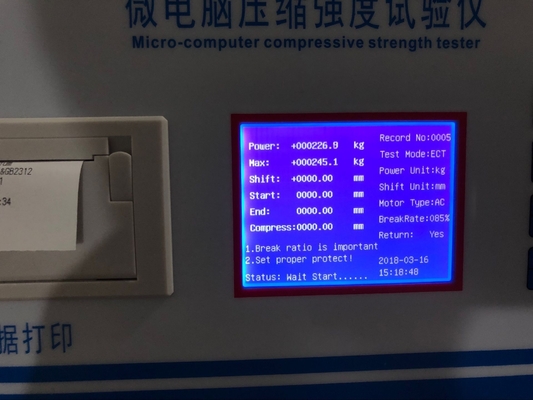 微电脑压缩强度试验仪
Micro-computer compressive strength tester
&GB2312
:34
Power: +000226.9 kg
Max: +000245.1 kg
Shift: +0000.00 mm
Start: 0000.00 mm
End: 0000.00 mm
Compress:0000.00 mm
Record No:0005
Test Mode:ECT
Power Unit:kg
Shift Unit:mm
Motor Type:AC
BreakRate:085%
Return: Yes
1.Break ratio is important
2.Set proper protect!
2018-03-16
Status: Wait Start......
15:18:48
据打印